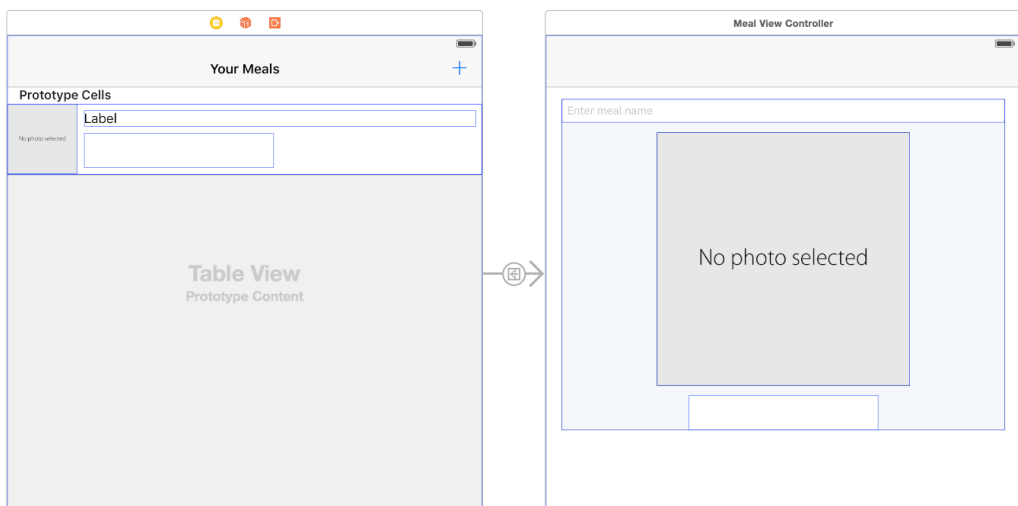 Your Meals
Prototype Cells
No photo selected
Label
Table View
Prototype Content
Meal View Controller
Enter meal name
No photo selected